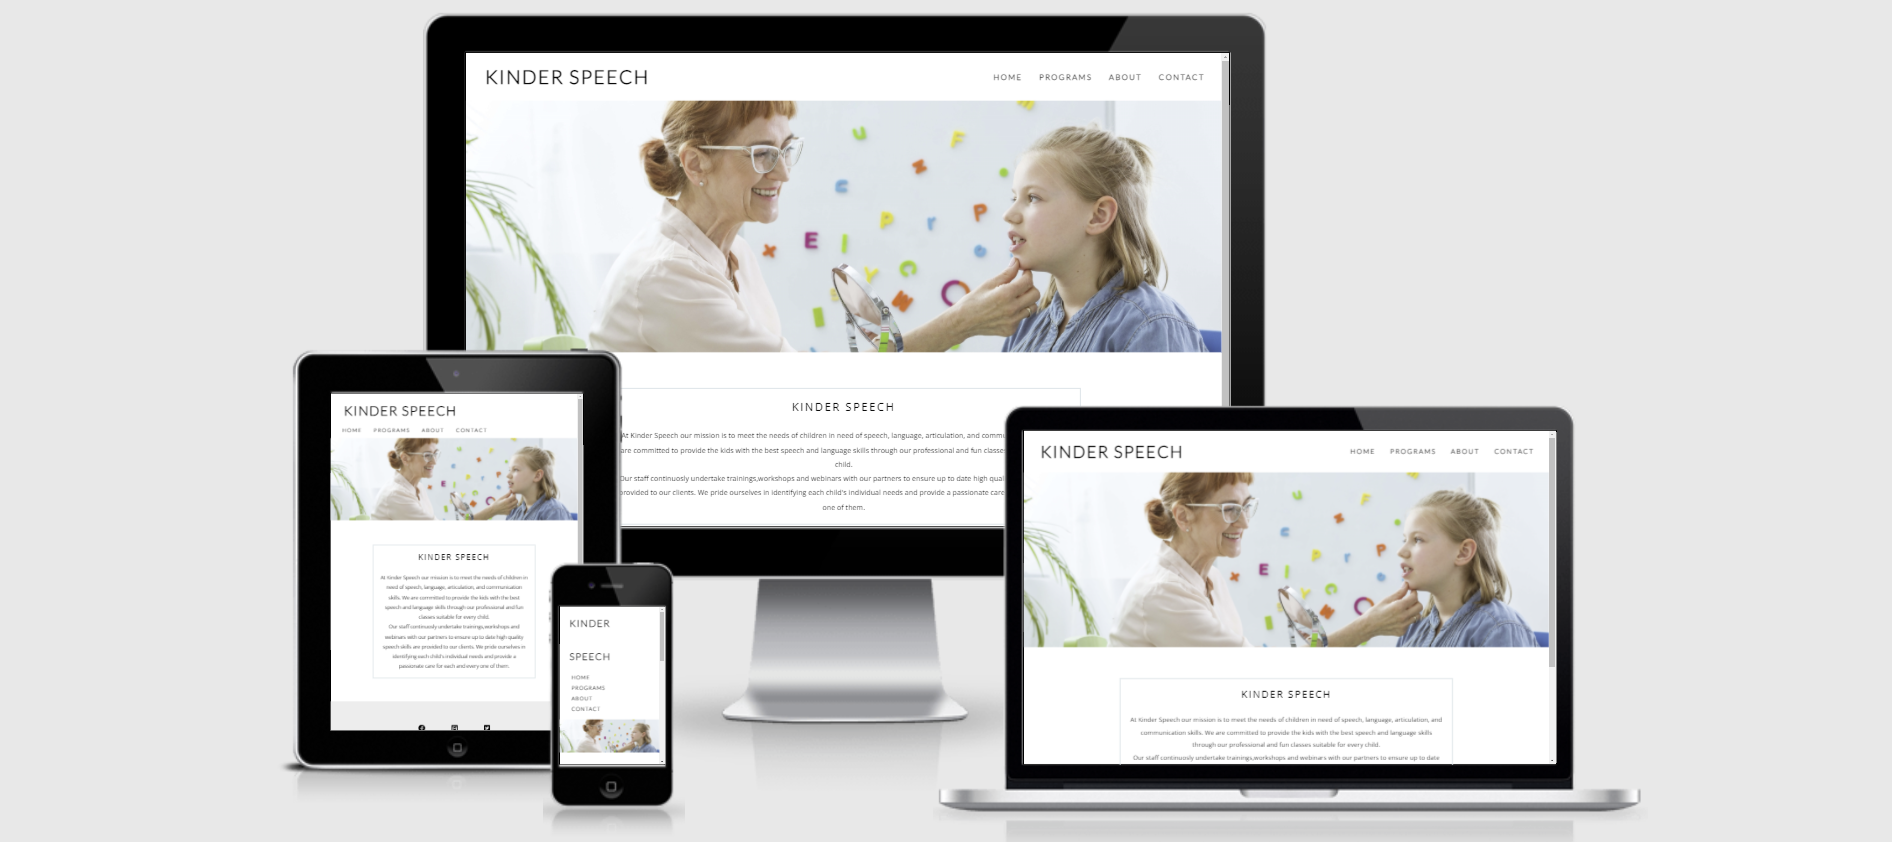 KINDER SPEECH
HOME PROGRAMS ABOUT CONTACT
U F
E P r P
X E I C
Y
M
KINDER SPEECH
At Kinder Speech our mission is to meet the needs of children in need of speech, language, articulation, and comm
are committed to provide the kids with the best speech and language skills through our professional and fun classes
child.
Our staff continuosly undertake trainings,workshops and webinars with our partners to ensure up to date high qual
provided to our clients. We pride ourselves in identifying each child's individual needs and provide a passionate care
one of them.
KINDER SPEECH
HOME PROGRAMS ABOUT CONTACT
KINDER SPEECH
At Kinder Speech our mission is to meet the needs of children in
need of speech, language, articulation, and communication
skills. We are committed to provide the kids with the best
speech and language skills through our professional and fun
classes suitable for every child.
Our staff continuosly undertake trainings,workshops and
webinars with our partners to ensure up to date high quality
speech skills are provided to our clients. We pride ourselves in
identifying each child's individual needs and provide a
passionate care for each and every one of them.
KINDER
SPEECH
HOME
PROGRAMS
ABOUT
CONTACT
KINDER SPEECH
HOME PROGRAMS ABOUT CONTACT
KINDER SPEECH
At Kinder Speech our mission is to meet the needs of children in need of speech, language, articulation, and
communication skills. We are committed to provide the kids with the best speech and language skills
through our professional and fun classes suitable for every child.
Our staff continuosly undertake trainings,workshops and webinars with our partners to ensure up to date